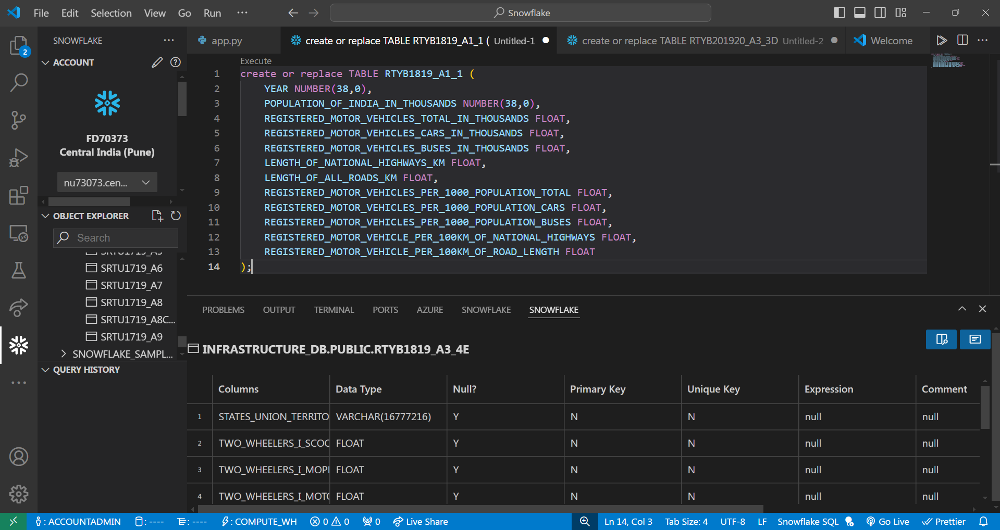 File Edit Selection View Go Run ··· Snowflake
SNOWFLAKE
app.py
create or replace TABLE RTYB1819_A1_1 ( Untitled-1
create or replace TABLE RTYB201920_A3_3D Untitled-2
Welcome
2
ACCOUNT
FD70373
Central India (Pune)
nu73073.cen...
OBJECT EXPLORER
Search
SRTU1719_A6
SRTU1719_A7
SRTU1719_A8
SRTU1719_A8C...
SRTU1719_A9
SNOWFLAKE_SAMPL...
QUERY HISTORY
Execute
1 create or replace TABLE RTYB1819_A1_1 (
2 YEAR NUMBER(38,0),
3 POPULATION_OF_INDIA_IN_THOUSANDS NUMBER(38,0),
4 REGISTERED_MOTOR_VEHICLES_TOTAL_IN_THOUSANDS FLOAT,
5 REGISTERED_MOTOR_VEHICLES_CARS_IN_THOUSANDS FLOAT,
6 REGISTERED_MOTOR_VEHICLES_BUSES_IN_THOUSANDS FLOAT,
7 LENGTH_OF_NATIONAL_HIGHWAYS_KM FLOAT,
8 LENGTH_OF_ALL_ROADS_KM FLOAT,
9 REGISTERED_MOTOR_VEHICLES_PER_1000_POPULATION_TOTAL FLOAT,
10 REGISTERED_MOTOR_VEHICLES_PER_1000_POPULATION_CARS FLOAT,
11 REGISTERED_MOTOR_VEHICLES_PER_1000_POPULATION_BUSES FLOAT,
12 REGISTERED_MOTOR_VEHICLE_PER_100KM_OF_NATIONAL_HIGHWAYS FLOAT,
13 REGISTERED_MOTOR_VEHICLE_PER_100KM_OF_ROAD_LENGTH FLOAT
14 );
PROBLEMS OUTPUT TERMINAL PORTS AZURE SNOWFLAKE SNOWFLAKE
INFRASTRUCTURE_DB.PUBLIC.RTYB1819_A3_4E
Columns Data Type Null? Primary Key Unique Key Expression Comment
1 STATES_UNION_TERRITO VARCHAR(16777216) Y N N null null
2 TWO_WHEELERS_I_SCOO FLOAT Y N N null null
3 TWO_WHEELERS_I_MOPI FLOAT Y N N null null
4 TWO_WHEELERS_I_MOTO FLOAT Y N N null null
: ACCOUNTADMIN : ---- : ---- : COMPUTE_WH 0 0 0 Live Share Ln 14, Col 3 Tab Size: 4 UTF-8 LF Snowflake SQL Go Live Prettier